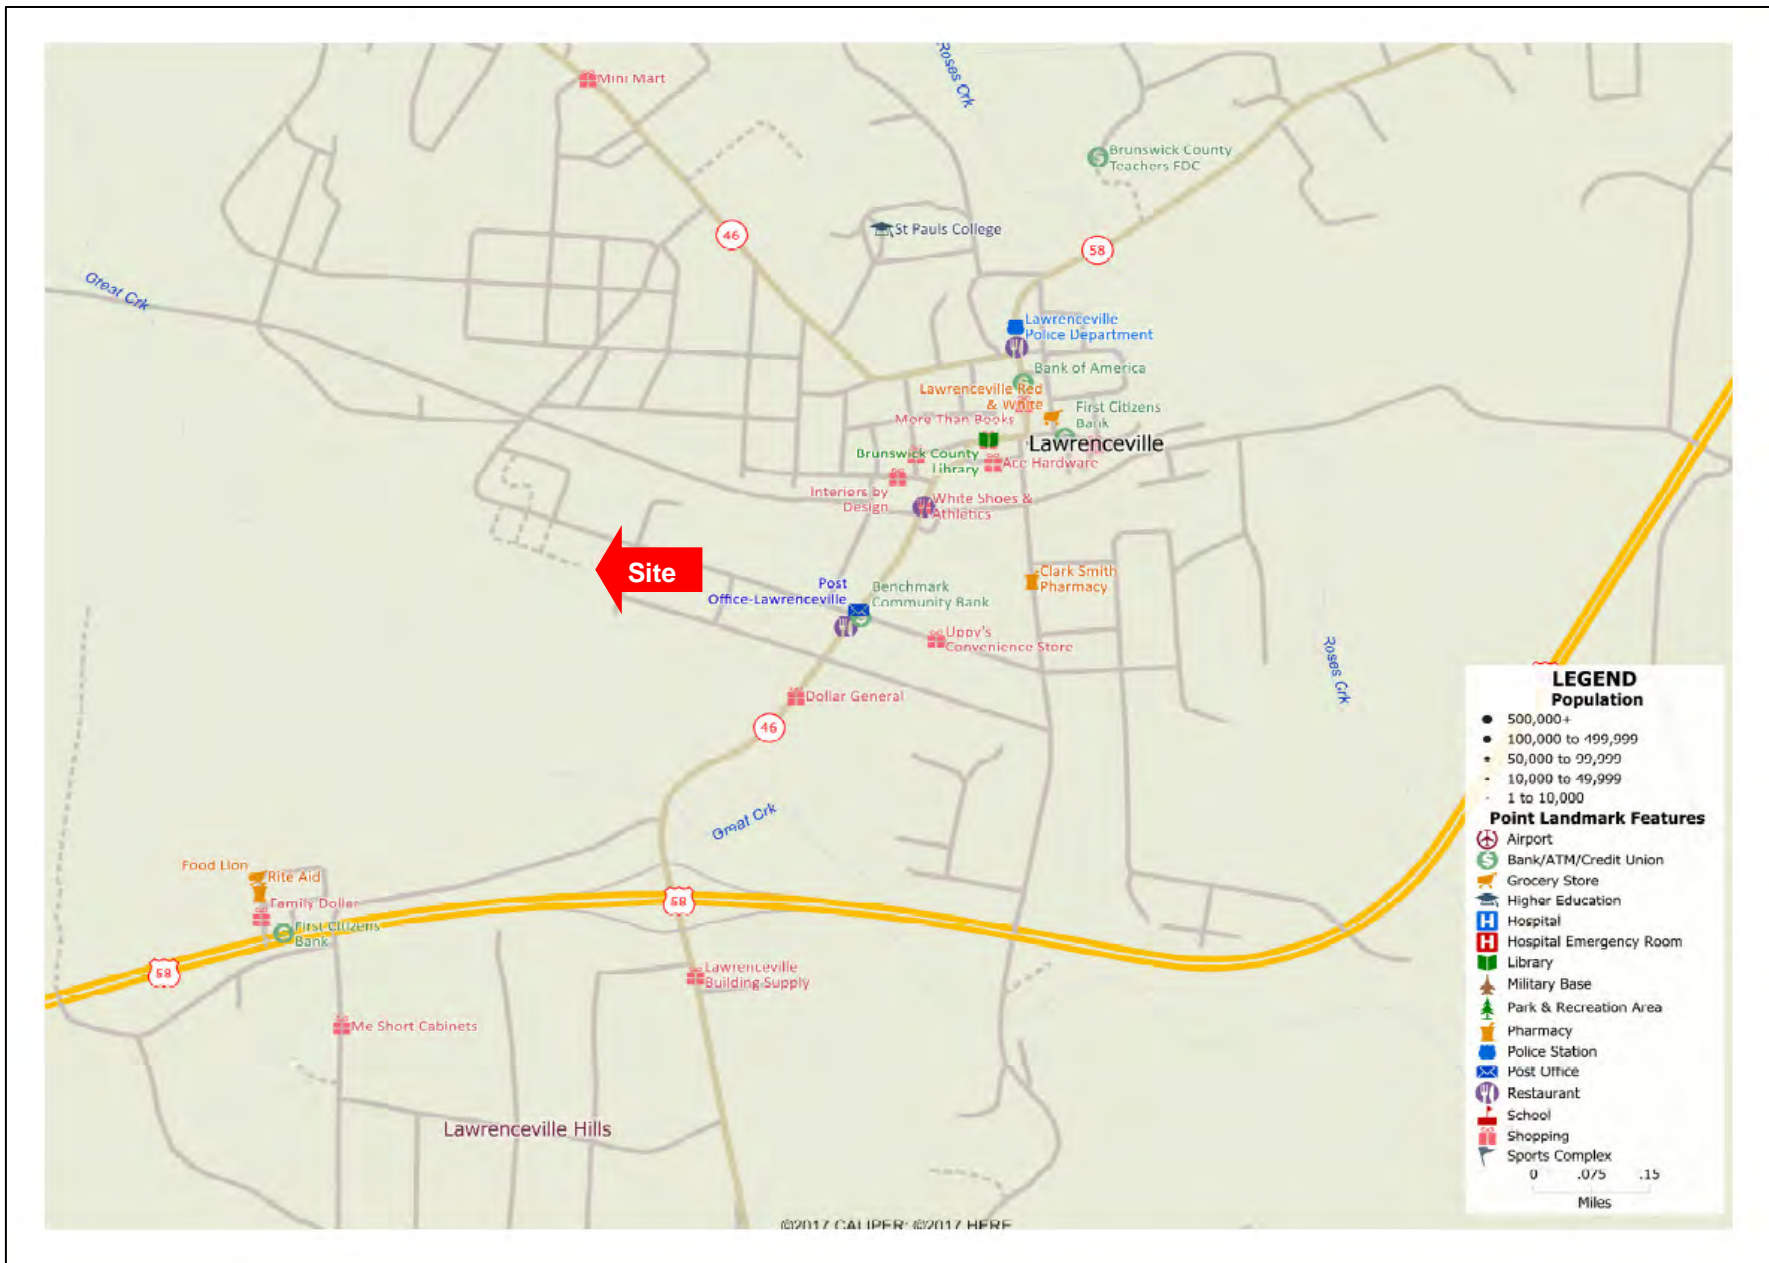 Roses Crk
Mini Mart
Brunswick County
Teachers FDC
46
St Pauls College
58
Great Crk
Lawrenceville
Police Department
Bank of America
Lawrenceville Red
& White
First Citizens
Bank
More Than Books
Lawrenceville
Brunswick County
Library
Ace Hardware
Interiors by
Design
White Shoes &
Athletics
Site
Clark Smith
Pharmacy
Post
Office-Lawrenceville
Benchmark
Community Bank
Uppy's
Convenience Store
Roses Crk
Dollar General
46
Great Crk
Food Lion
Rite Aid
Family Dollar
First Citizens
Bank
58
58
Lawrenceville
Building Supply
Me Short Cabinets
Lawrenceville Hills
LEGEND
Population
500,000+
100,000 to 499,999
50,000 to 99,999
10,000 to 49,999
1 to 10,000
Point Landmark Features
Airport
Bank/ATM/Credit Union
Grocery Store
Higher Education
H Hospital
H Hospital Emergency Room
Library
Military Base
Park & Recreation Area
Pharmacy
Police Station
Post Office
Restaurant
School
Shopping
Sports Complex
0 .075 .15
Miles
©2017 CALIPER; ©2017 HERE